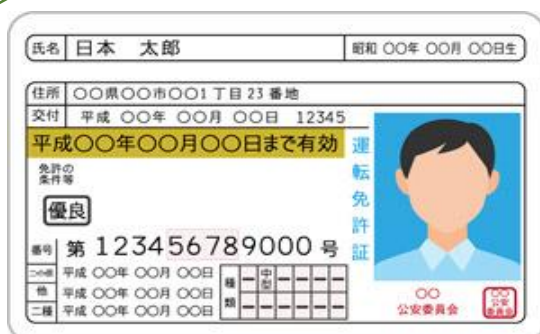 氏名 日本 太郎 昭和 〇〇年 〇〇月 〇〇日生
住所 〇〇県〇〇市〇〇1丁目23番地
交付 平成 〇〇年 〇〇月 〇〇日 12345
平成〇〇年〇〇月〇〇日まで有効
運転免許証
免許の
条件等
優良
番号 第 123456789000 号
二・小・原 平成 〇〇年 〇〇月 〇〇日
他 平成 〇〇年 〇〇月 〇〇日
二種 平成 〇〇年 〇〇月 〇〇日
種類
中型
〇〇
公安委員会
〇〇
公安
委員会